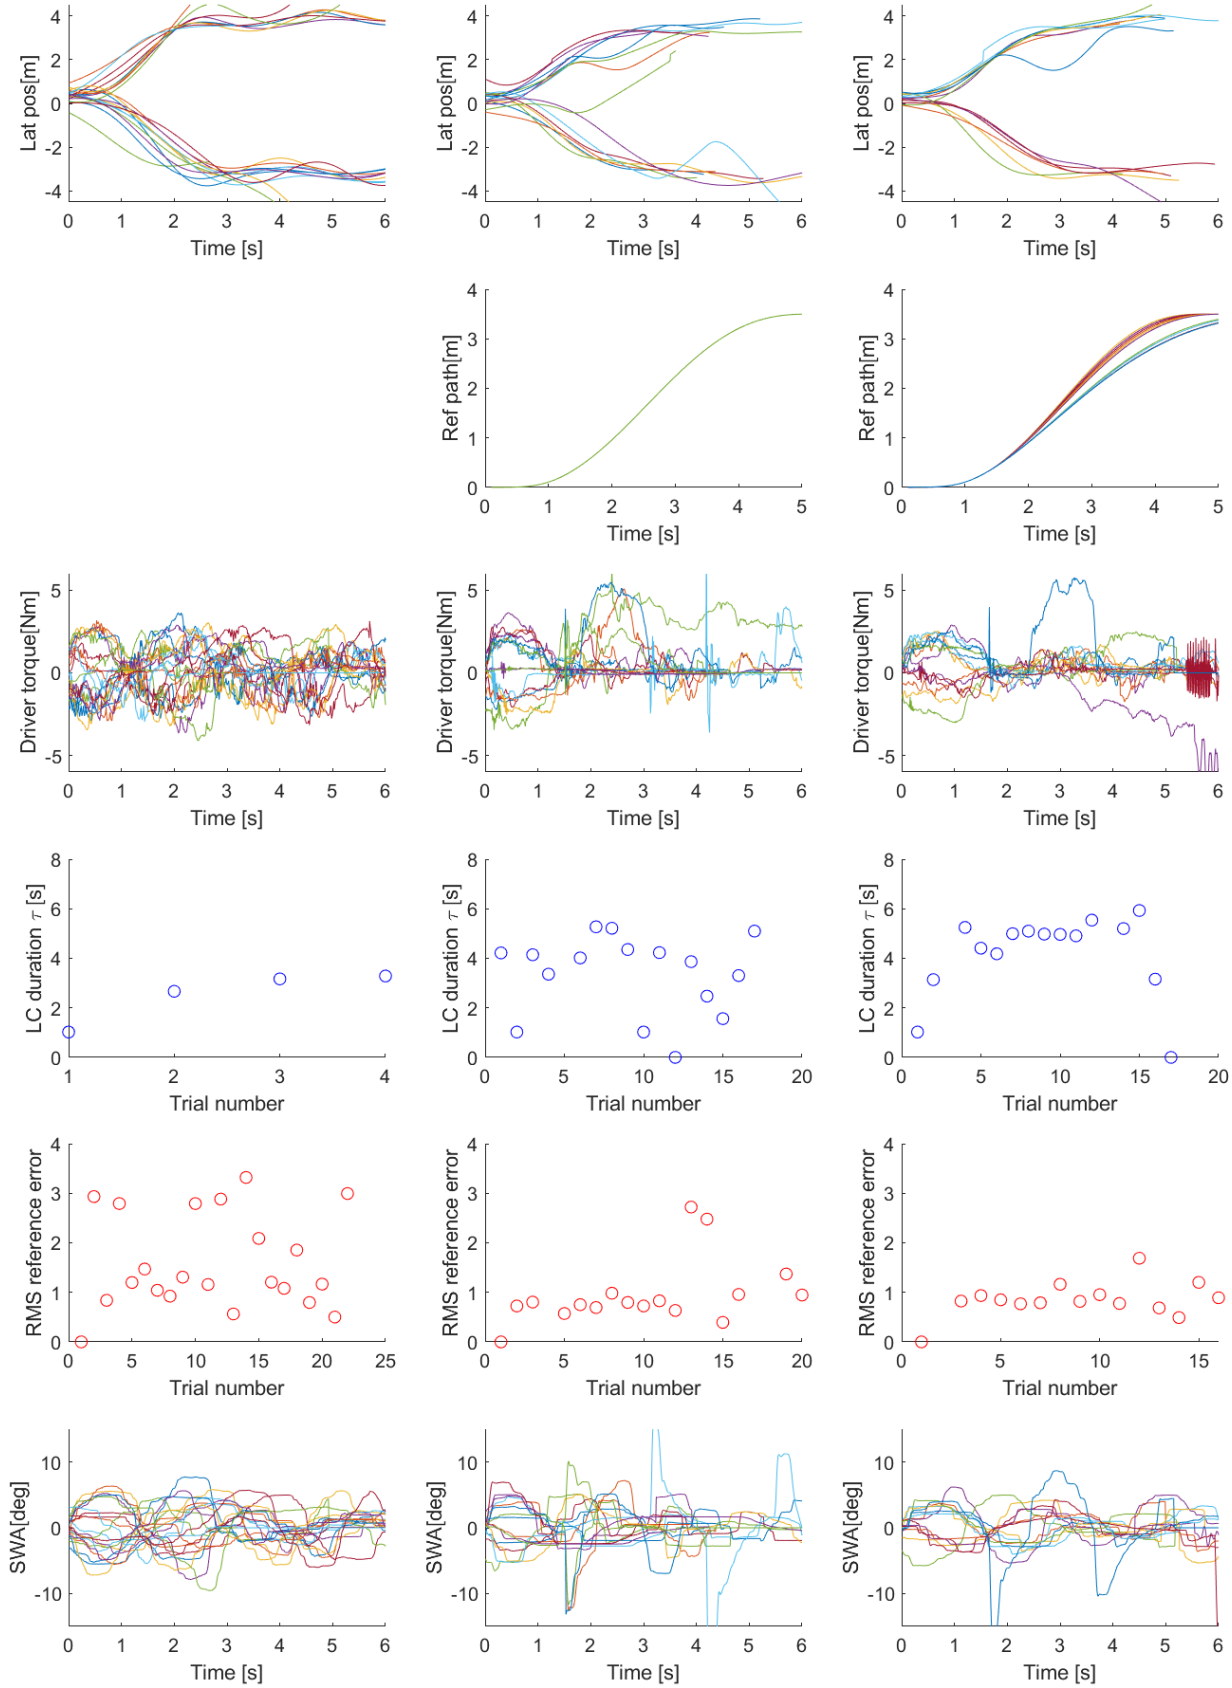 4
2
0
-2
-4
Lat pos[m]
0 1 2 3 4 5 6
Time [s]
4
2
0
-2
-4
Lat pos[m]
0 1 2 3 4 5 6
Time [s]
4
2
0
-2
-4
Lat pos[m]
0 1 2 3 4 5 6
Time [s]
4
3
2
1
0
Ref path[m]
0 1 2 3 4 5
Time [s]
4
3
2
1
0
Ref path[m]
0 1 2 3 4 5
Time [s]
5
0
-5
Driver torque[Nm]
0 1 2 3 4 5 6
Time [s]
5
0
-5
Driver torque[Nm]
0 1 2 3 4 5 6
Time [s]
5
0
-5
Driver torque[Nm]
0 1 2 3 4 5 6
Time [s]
8
6
4
2
0
LC duration τ [s]
1 2 3 4
Trial number
8
6
4
2
0
LC duration τ [s]
0 5 10 15 20
Trial number
8
6
4
2
0
LC duration τ [s]
0 5 10 15 20
Trial number
4
3
2
1
0
RMS reference error
0 5 10 15 20 25
Trial number
4
3
2
1
0
RMS reference error
0 5 10 15 20
Trial number
4
3
2
1
0
RMS reference error
0 5 10 15
Trial number
10
0
-10
SWA[deg]
0 1 2 3 4 5 6
Time [s]
10
0
-10
SWA[deg]
0 1 2 3 4 5 6
Time [s]
10
0
-10
SWA[deg]
0 1 2 3 4 5 6
Time [s]